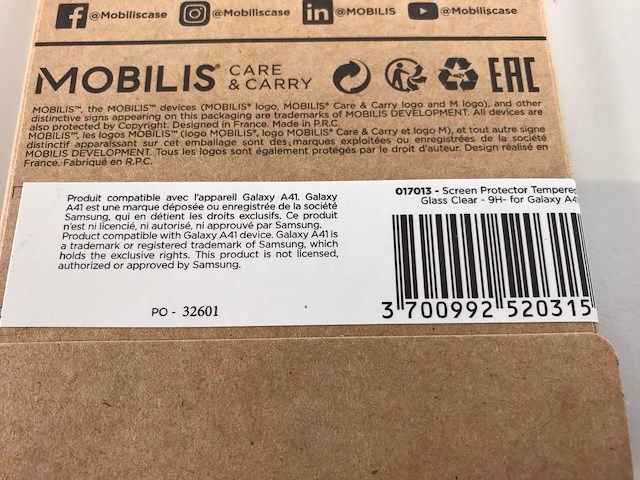 @Mobiliscase @Mobiliscase @MOBILIS @Mobiliscase
MOBILIS® CARE & CARRY EAC
MOBILIS™, the MOBILIS™ devices (MOBILIS® logo, MOBILIS® Care & Carry logo and M logo), and other
distinctive signs appearing on this packaging are trademarks of MOBILIS DEVELOPMENT. All devices are
also protected by Copyright. Designed in France. Made in P.R.C.
MOBILIS™, les logos MOBILIS™ (logo MOBILIS®, logo MOBILIS® Care & Carry et logo M), et tout autre signe
distinctif apparaissant sur cet emballage sont des marques exploitées ou enregistrées de la société
MOBILIS DEVELOPMENT. Tous les logos sont également protégés par le droit d'auteur. Design réalisé en
France. Fabriqué en R.P.C.
Produit compatible avec l'appareil Galaxy A41. Galaxy
A41 est une marque déposée ou enregistrée de la société
Samsung, qui en détient les droits exclusifs. Ce produit
n'est ni licencié, ni autorisé, ni approuvé par Samsung.
Product compatible with Galaxy A41 device. Galaxy A41 is
a trademark or registered trademark of Samsung, which
holds the exclusive rights. This product is not licensed,
authorized or approved by Samsung.
PO - 32601
017013 - Screen Protector Tempered
Glass Clear - 9H- for Galaxy A4
3 700992 520315